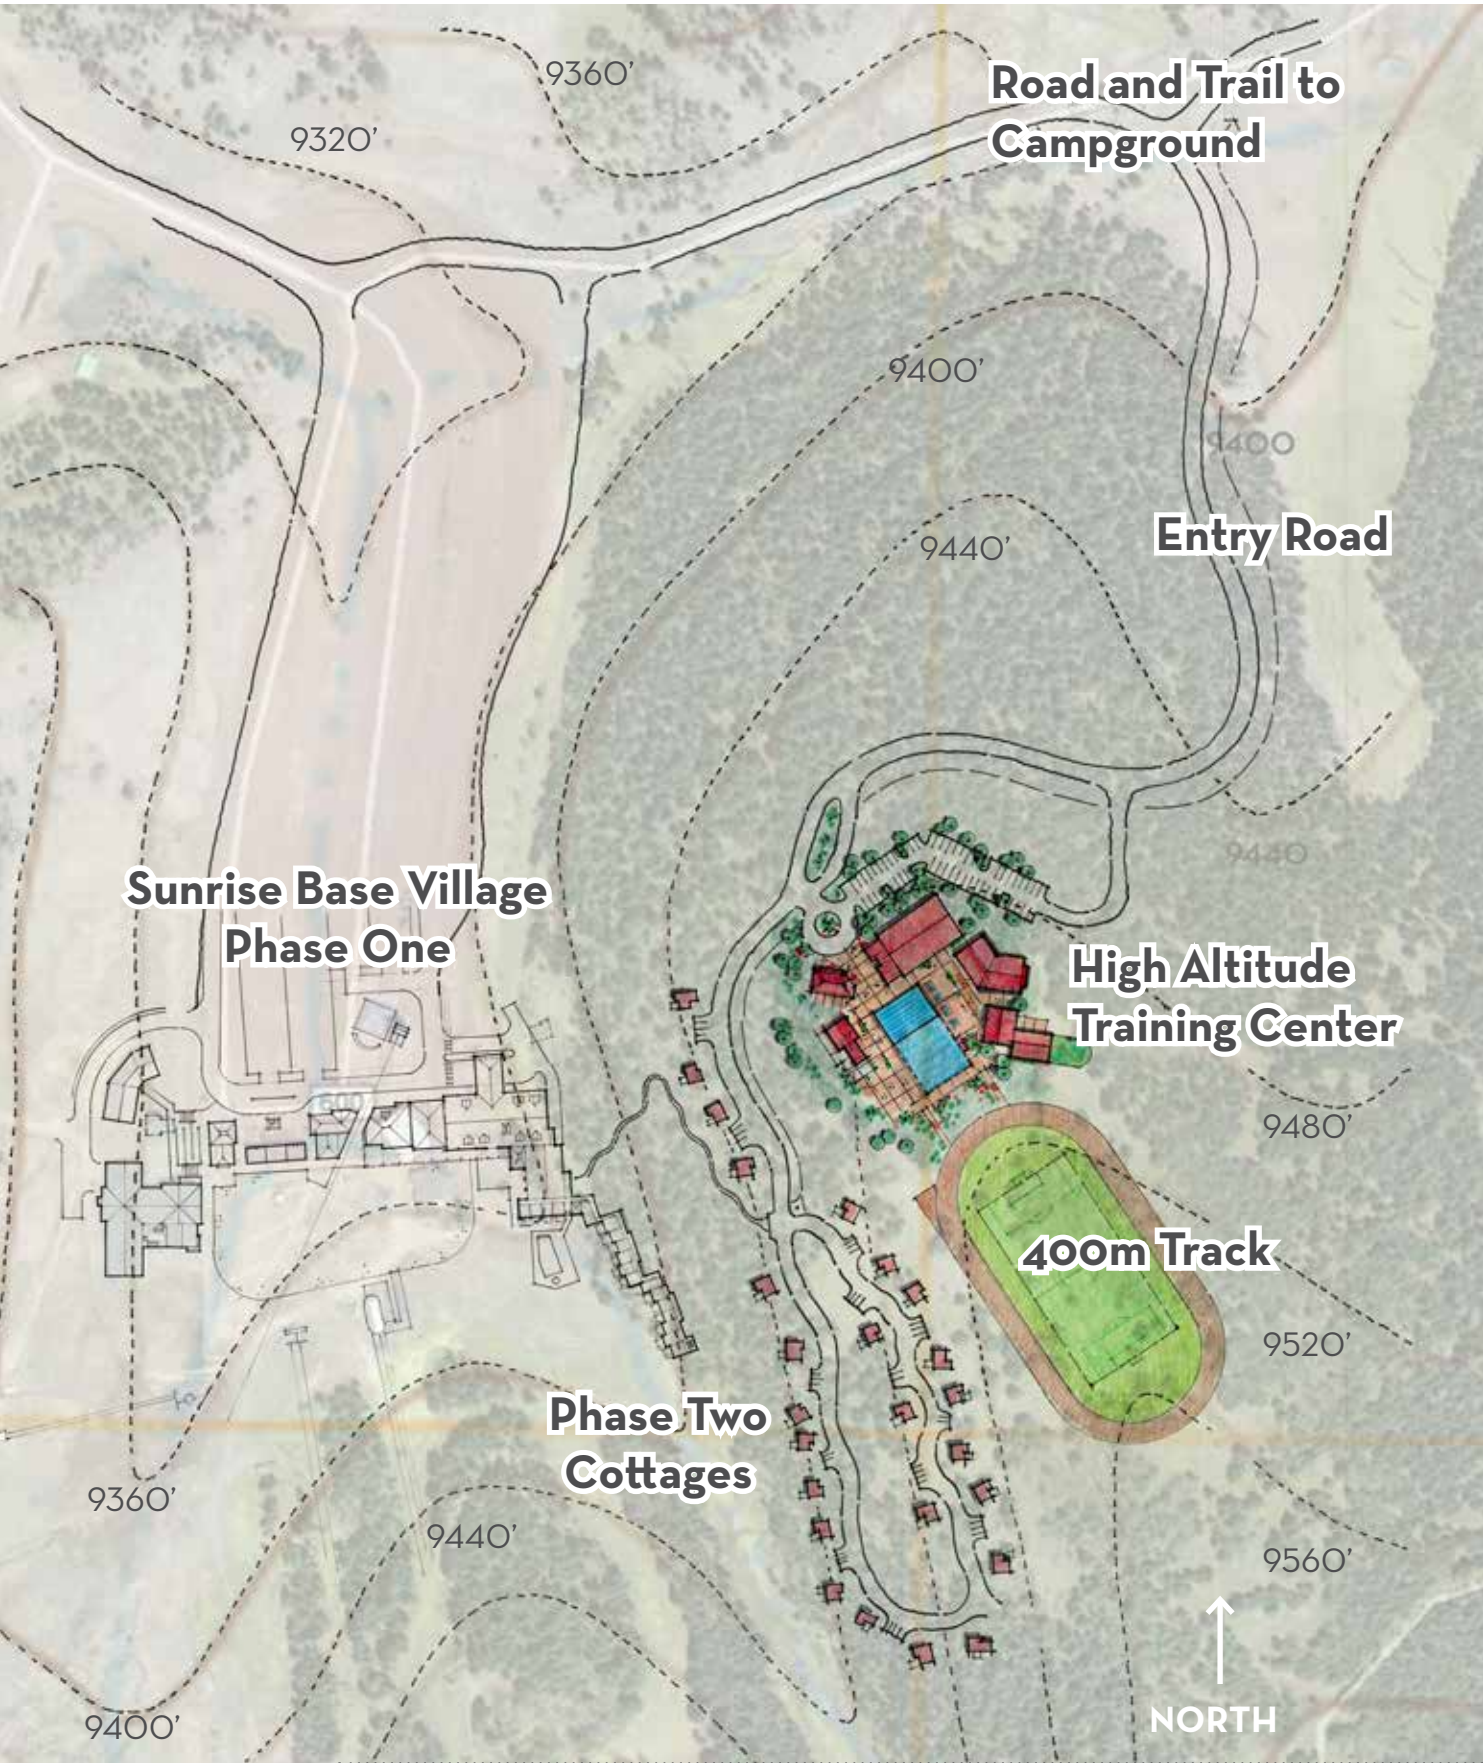 9360’
Road and Trail to
Campground
9320’
9400’
9400
Entry Road
9440’
9440
Sunrise Base Village
Phase One
High Altitude
Training Center
9480’
400m Track
9520’
Phase Two
Cottages
9360’
9440’
9560’
NORTH
9400’